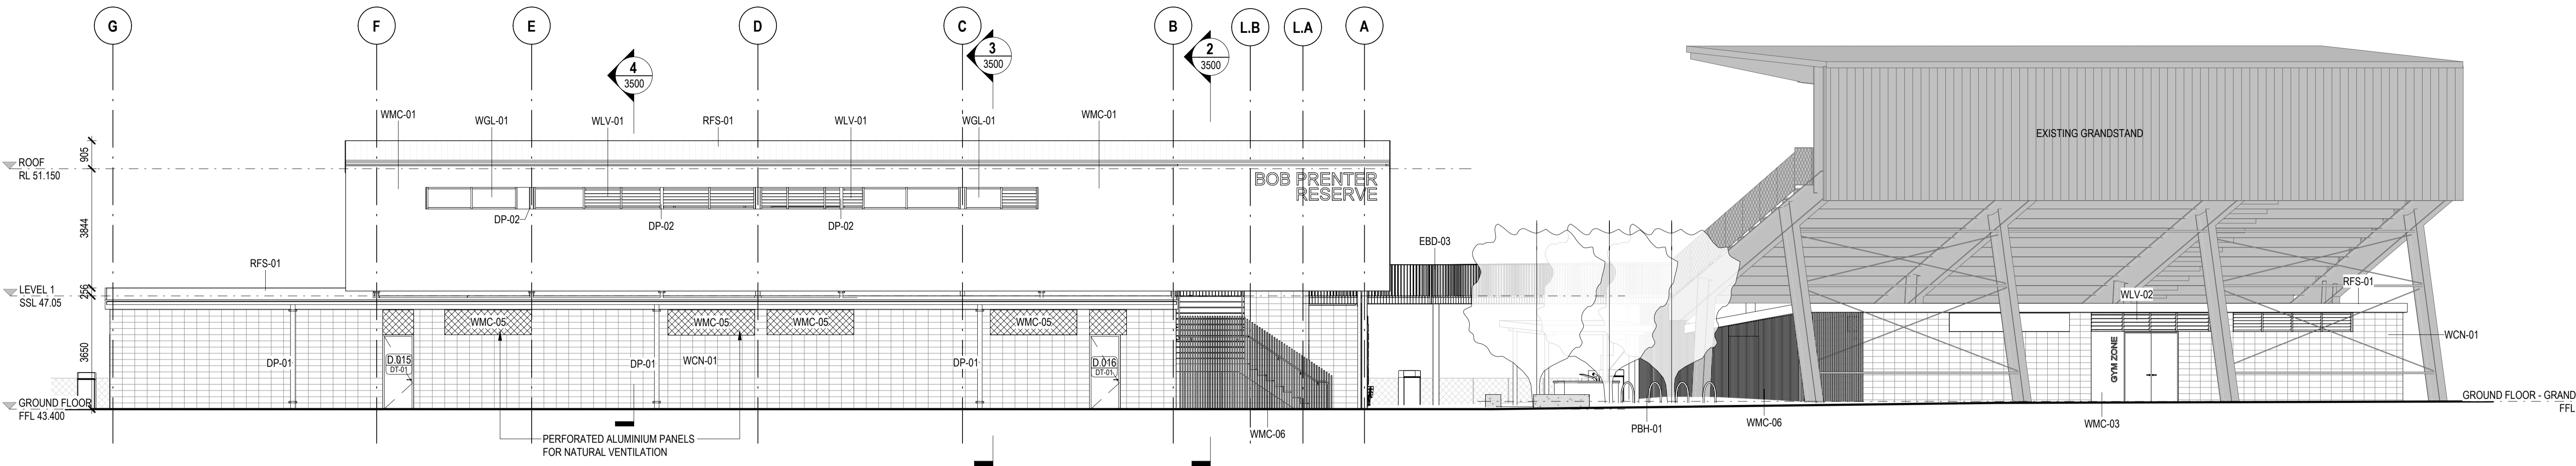 G
F
E
D
C
B
L.B
L.A
A
4
3500
3
3500
2
3500
WMC-01
WGL-01
WLV-01
RFS-01
WLV-01
WGL-01
WMC-01
EXISTING GRANDSTAND
905
ROOF
RL 51.150
BOB PRENTER
RESERVE
3844
DP-02
DP-02
DP-02
EBD-03
RFS-01
RFS-01
LEVEL 1
SSL 47.05
256
WLV-02
WMC-05
WMC-05
WMC-05
WMC-05
WCN-01
3650
DP-01
D.015
DT-01
DP-01
WCN-01
DP-01
D.016
DT-01
GYM ZONE
GROUND FLOOR
FFL 43.400
GROUND FLOOR - GRAND
FFL
PERFORATED ALUMINIUM PANELS
FOR NATURAL VENTILATION
WMC-06
PBH-01
WMC-06
WMC-03